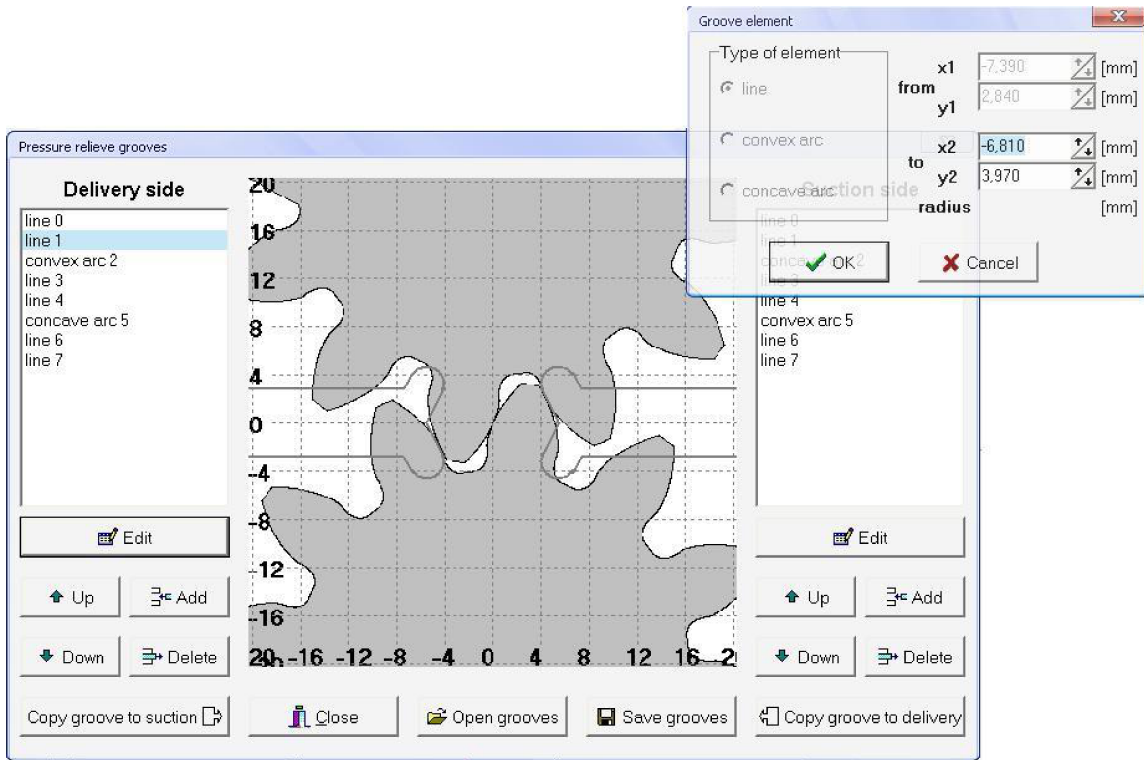 Groove element
Type of element
line
convex arc
concave arc
from
x1
-7,390
[mm]
y1
2,840
[mm]
to
x2
-6,810
[mm]
y2
3,970
[mm]
radius
[mm]
OK
Cancel
Pressure relieve grooves
Delivery side
line 0
line 1
convex arc 2
line 3
line 4
concave arc 5
line 6
line 7
Edit
Up
Add
Down
Delete
Copy groove to suction
20
16
12
8
4
0
-4
-8
-12
-16
-16 -12 -8 -4 0 4 8 12 16
Suction side
line 0
line 1
concave arc 2
line 3
line 4
convex arc 5
line 6
line 7
Edit
Up
Add
Down
Delete
Close
Open grooves
Save grooves
Copy groove to delivery